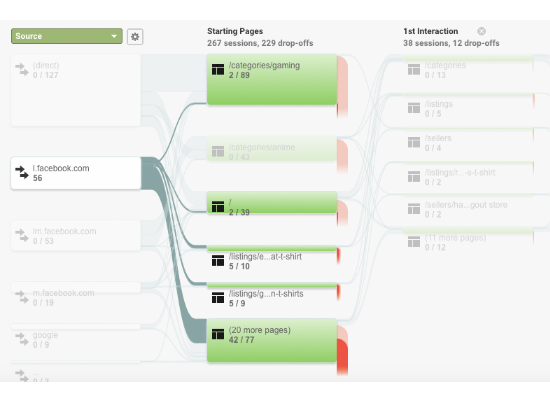 Source
Starting Pages
267 sessions, 229 drop-offs
1st Interaction
38 sessions, 12 drop-offs
(direct)
0 / 127
l.facebook.com
56
lm.facebook.com
0 / 53
m.facebook.com
0 / 19
google
0 / 9
/categories/gaming
2 / 89
/categories/anime
0 / 43
/
2 / 39
/listings/e...at-t-shirt
5 / 10
/listings/g...n-t-shirts
5 / 9
(20 more pages)
42 / 77
/categories
0 / 13
/listings
0 / 5
/sellers
0 / 4
/listings/r...-c-t-shirt
0 / 2
/sellers/ha...gout store
0 / 2
(11 more pages)
0 / 12